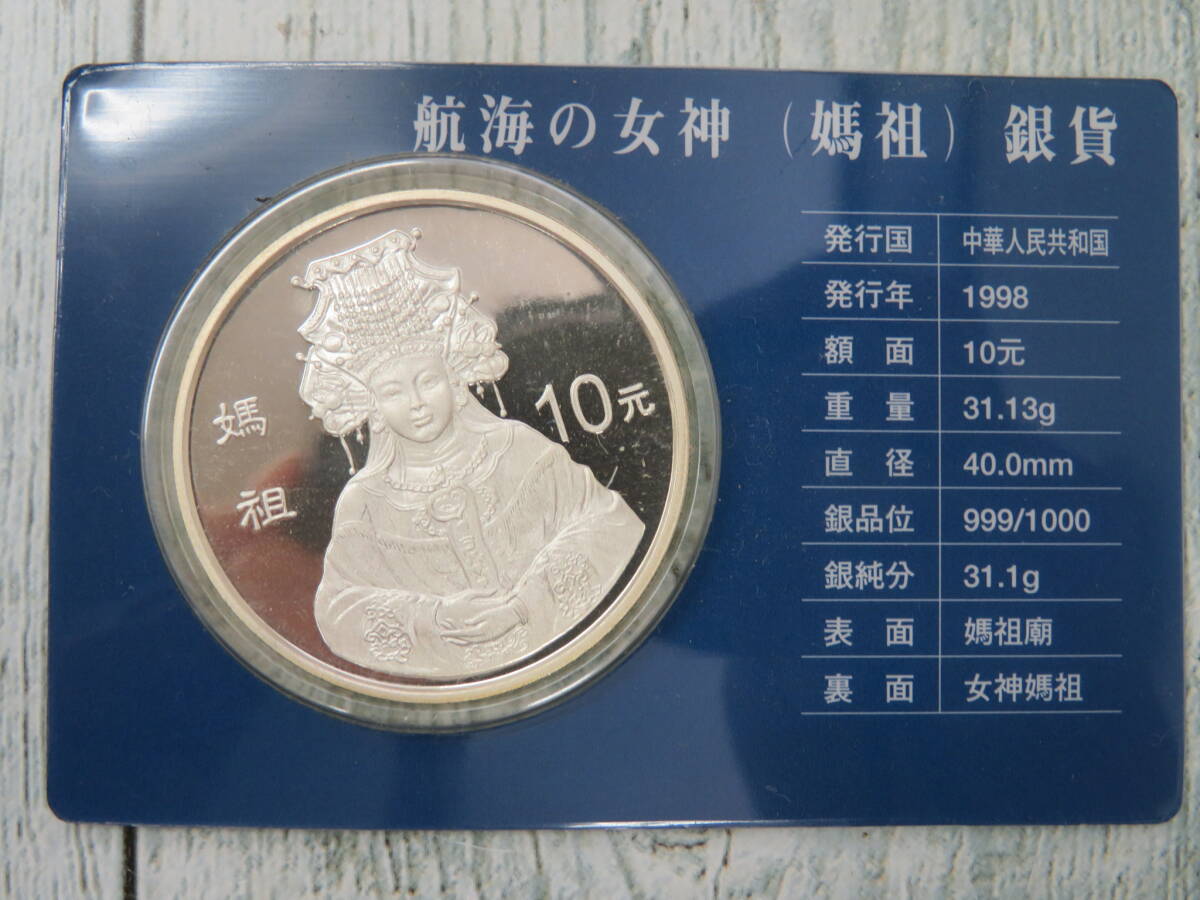 航海の女神（媽祖）銀貨
媽祖
10元
発行国 中華人民共和国
発行年 1998
額面 10元
重量 31.13g
直径 40.0mm
銀品位 999/1000
銀純分 31.1g
表面 媽祖廟
裏面 女神媽祖